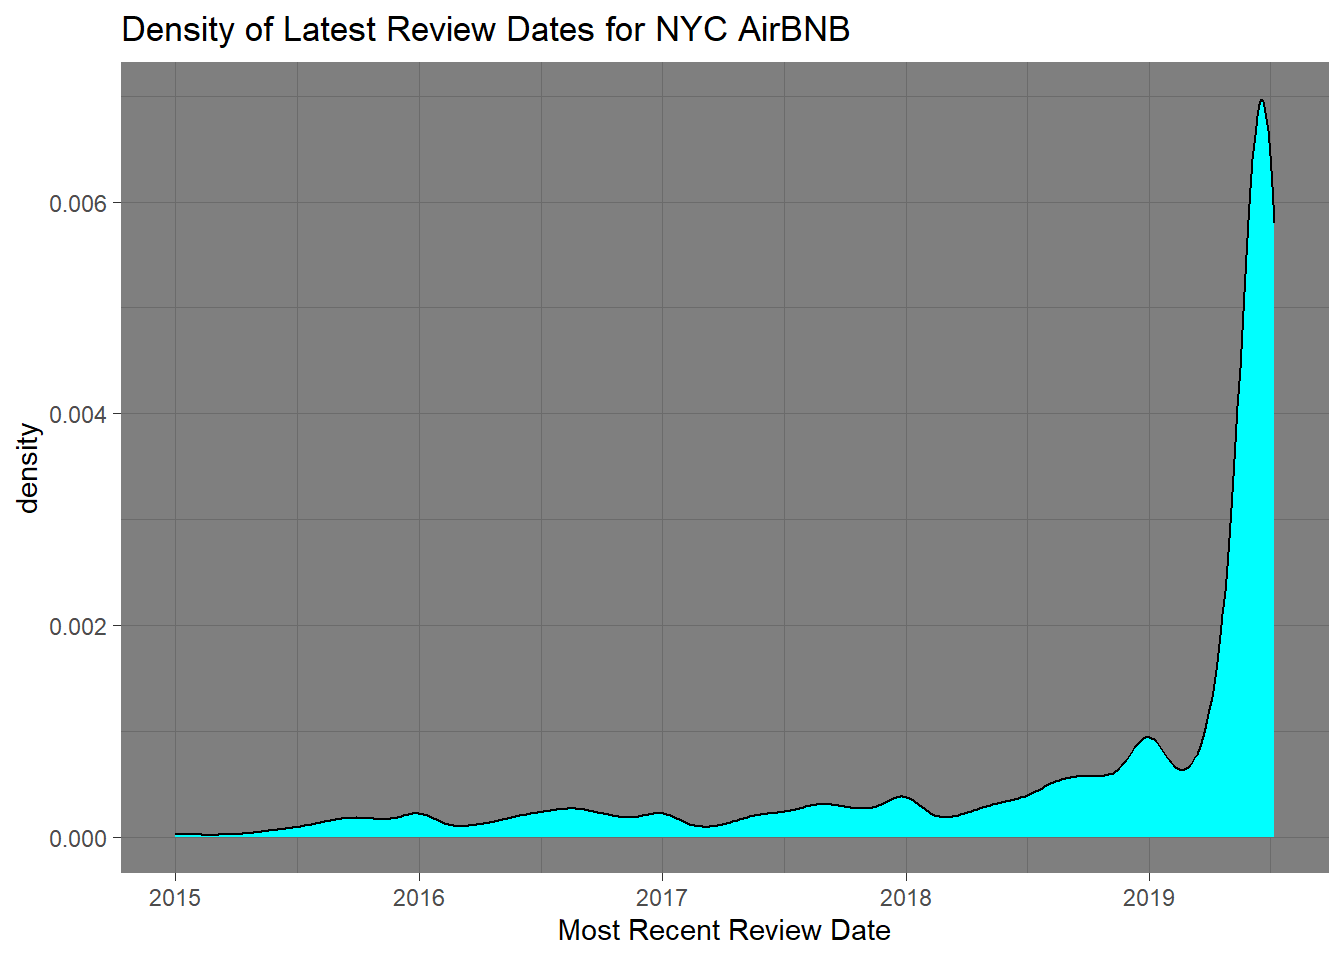 Density of Latest Review Dates for NYC AirBNB
density
0.006
0.004
0.002
0.000
2015 2016 2017 2018 2019
Most Recent Review Date